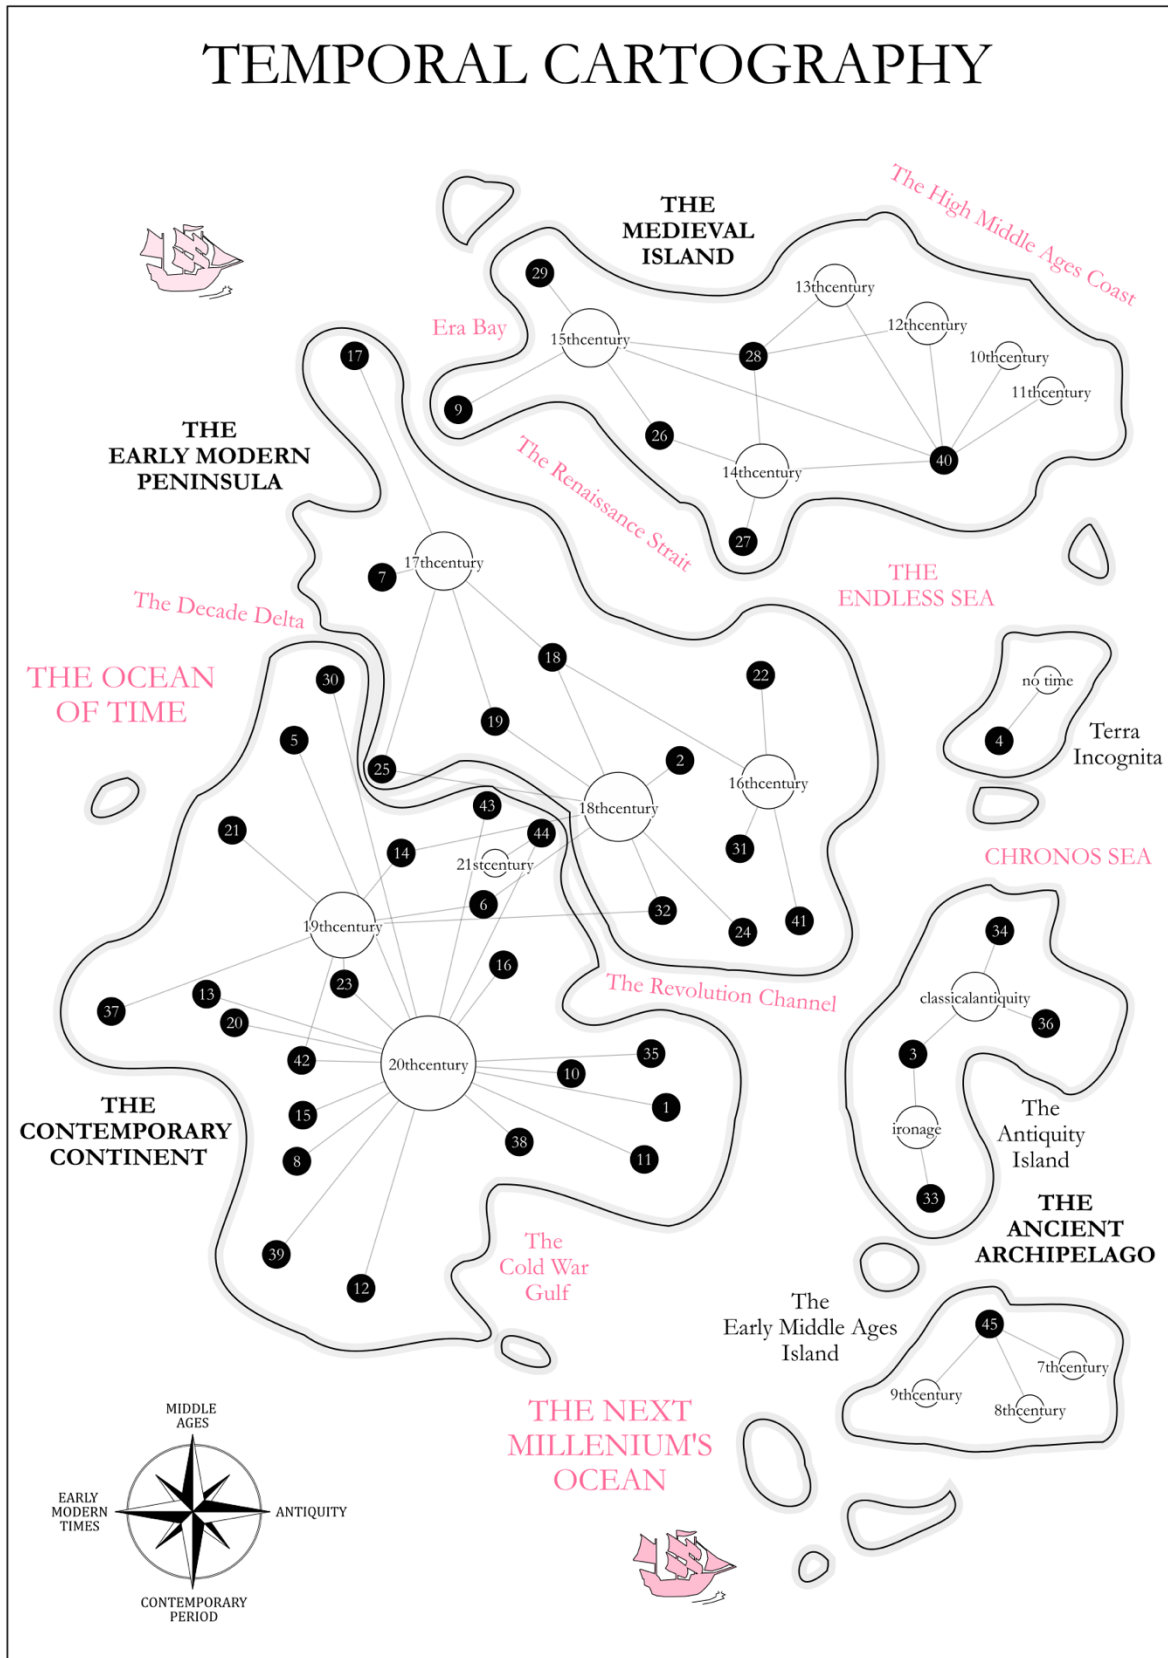 TEMPORAL CARTOGRAPHY
The High Middle Ages Coast
THE
MEDIEVAL
ISLAND
29
13thcentury
12thcentury
Era Bay
15thcentury
28
10thcentury
17
11thcentury
9
26
THE
EARLY MODERN
PENINSULA
40
14thcentury
The Renaissance Strait
27
17thcentury
7
THE
ENDLESS SEA
The Decade Delta
18
22
30
THE OCEAN
OF TIME
no time
19
5
4
Terra
Incognita
2
25
16thcentury
43
18thcentury
21
44
14
31
21stcentury
CHRONOS SEA
6
32
19thcentury
41
24
34
16
23
13
The Revolution Channel
classicalantiquity
37
20
36
42
35
3
20thcentury
10
1
THE
CONTEMPORARY
CONTINENT
15
The
Antiquity
Island
ironage
38
8
11
33
THE
ANCIENT
ARCHIPELAGO
39
The
Cold War
Gulf
12
The
Early Middle Ages
Island
45
7thcentury
9thcentury
8thcentury
THE NEXT
MILLENIUM'S
OCEAN
MIDDLE
AGES
EARLY
MODERN
TIMES
ANTIQUITY
CONTEMPORARY
PERIOD